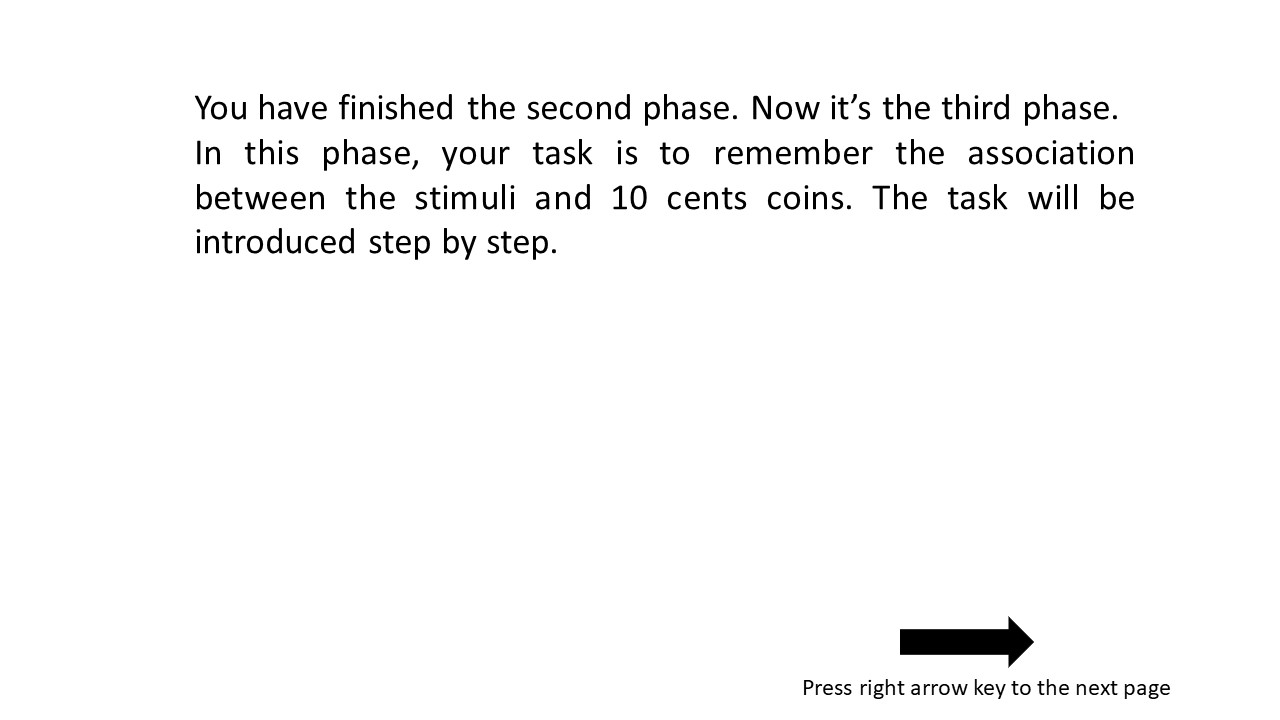 You have finished the second phase. Now it’s the third phase.
In this phase, your task is to remember the association
between the stimuli and 10 cents coins. The task will be
introduced step by step.
Press right arrow key to the next page